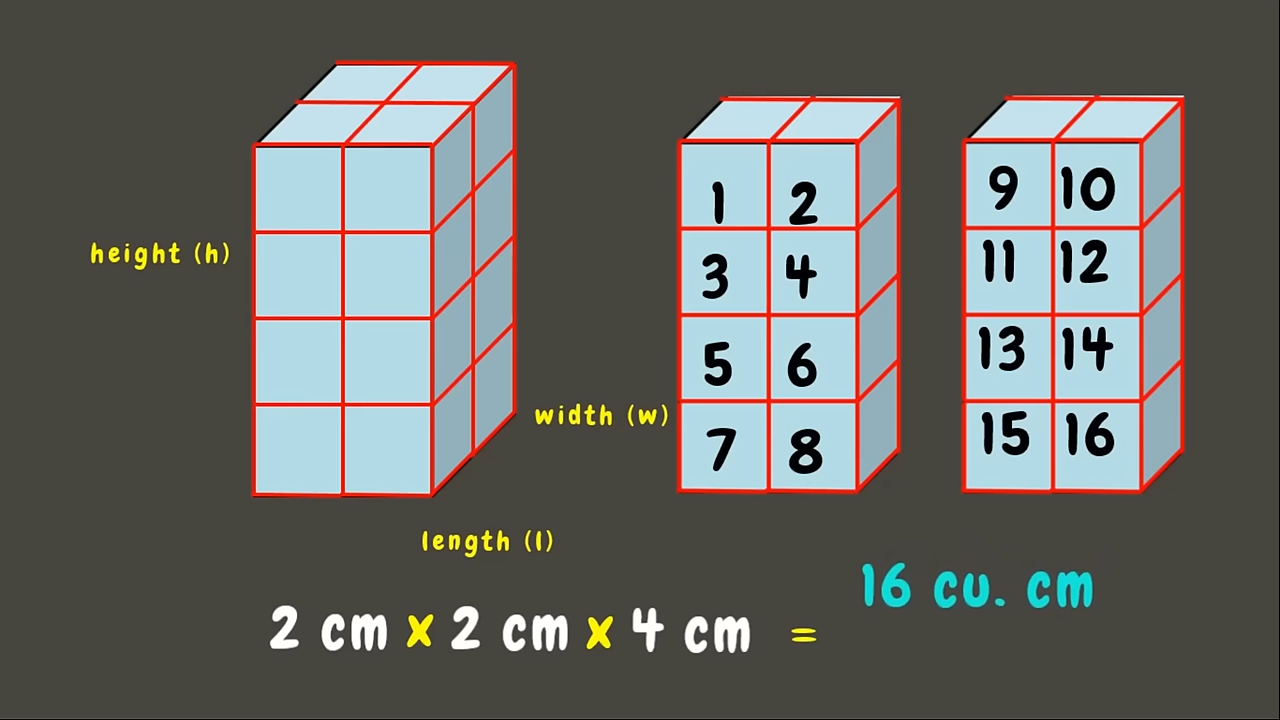 height (h)
width (w)
length (l)
1 2
3 4
5 6
7 8
9 10
11 12
13 14
15 16
2 cm x 2 cm x 4 cm = 16 cu. cm